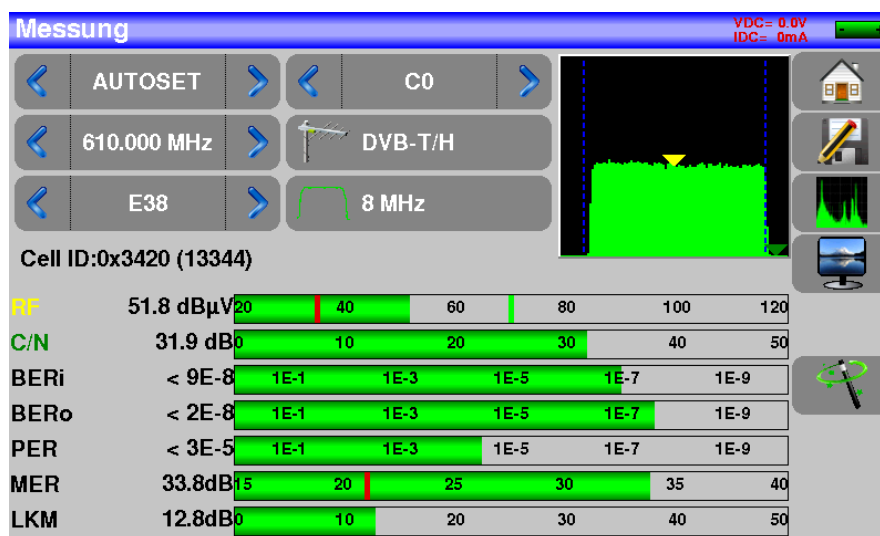 Messung
VDC= 0.0V
IDC= 0mA
AUTOSET
C0
610.000 MHz
DVB-T/H
E38
8 MHz
Cell ID:0x3420 (13344)
RF 51.8 dBµV 20 40 60 80 100 120
C/N 31.9 dB 0 10 20 30 40 50
BERi < 9E-8 1E-1 1E-3 1E-5 1E-7 1E-9
BERo < 2E-8 1E-1 1E-3 1E-5 1E-7 1E-9
PER < 3E-5 1E-1 1E-3 1E-5 1E-7 1E-9
MER 33.8dB 15 20 25 30 35 40
LKM 12.8dB 0 10 20 30 40 50